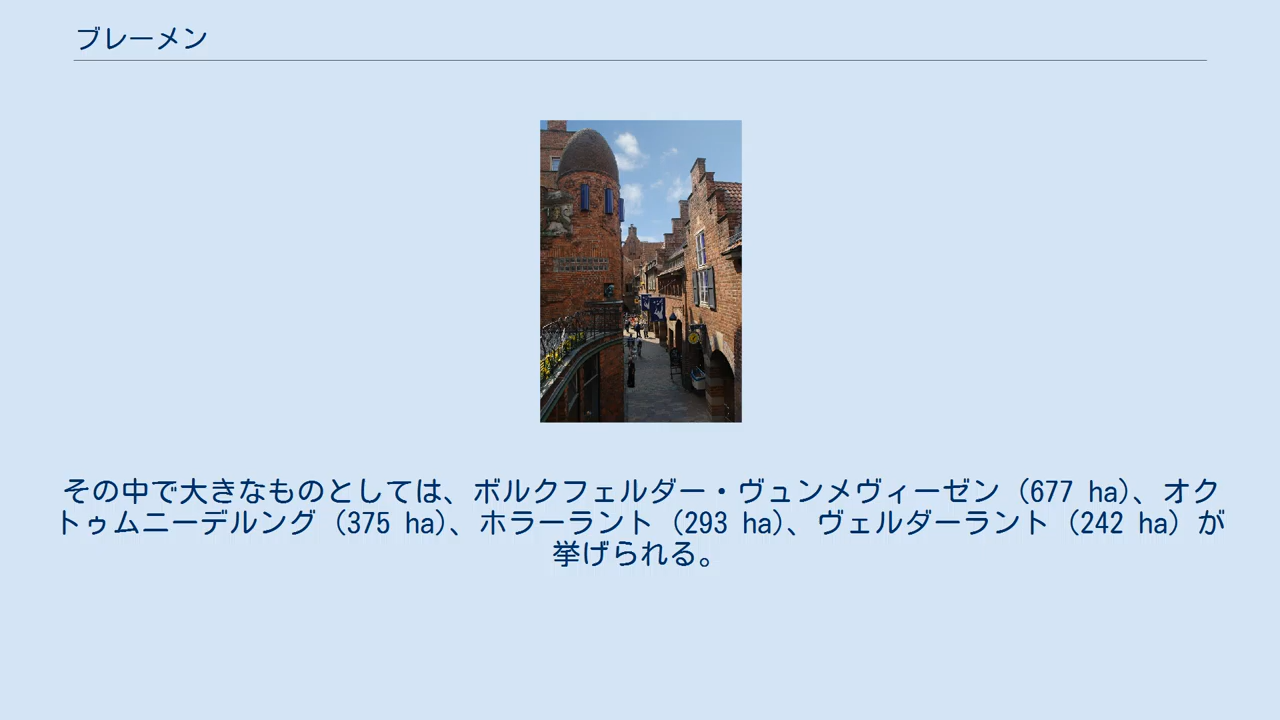 ブレーメン
その中で大きなものとしては、ボルクフェルダー・ヴュンメヴィーゼン (677 ha)、オク
トゥムニーデルング (375 ha)、ホラーラント (293 ha)、ヴェルダーラント (242 ha) が
挙げられる。